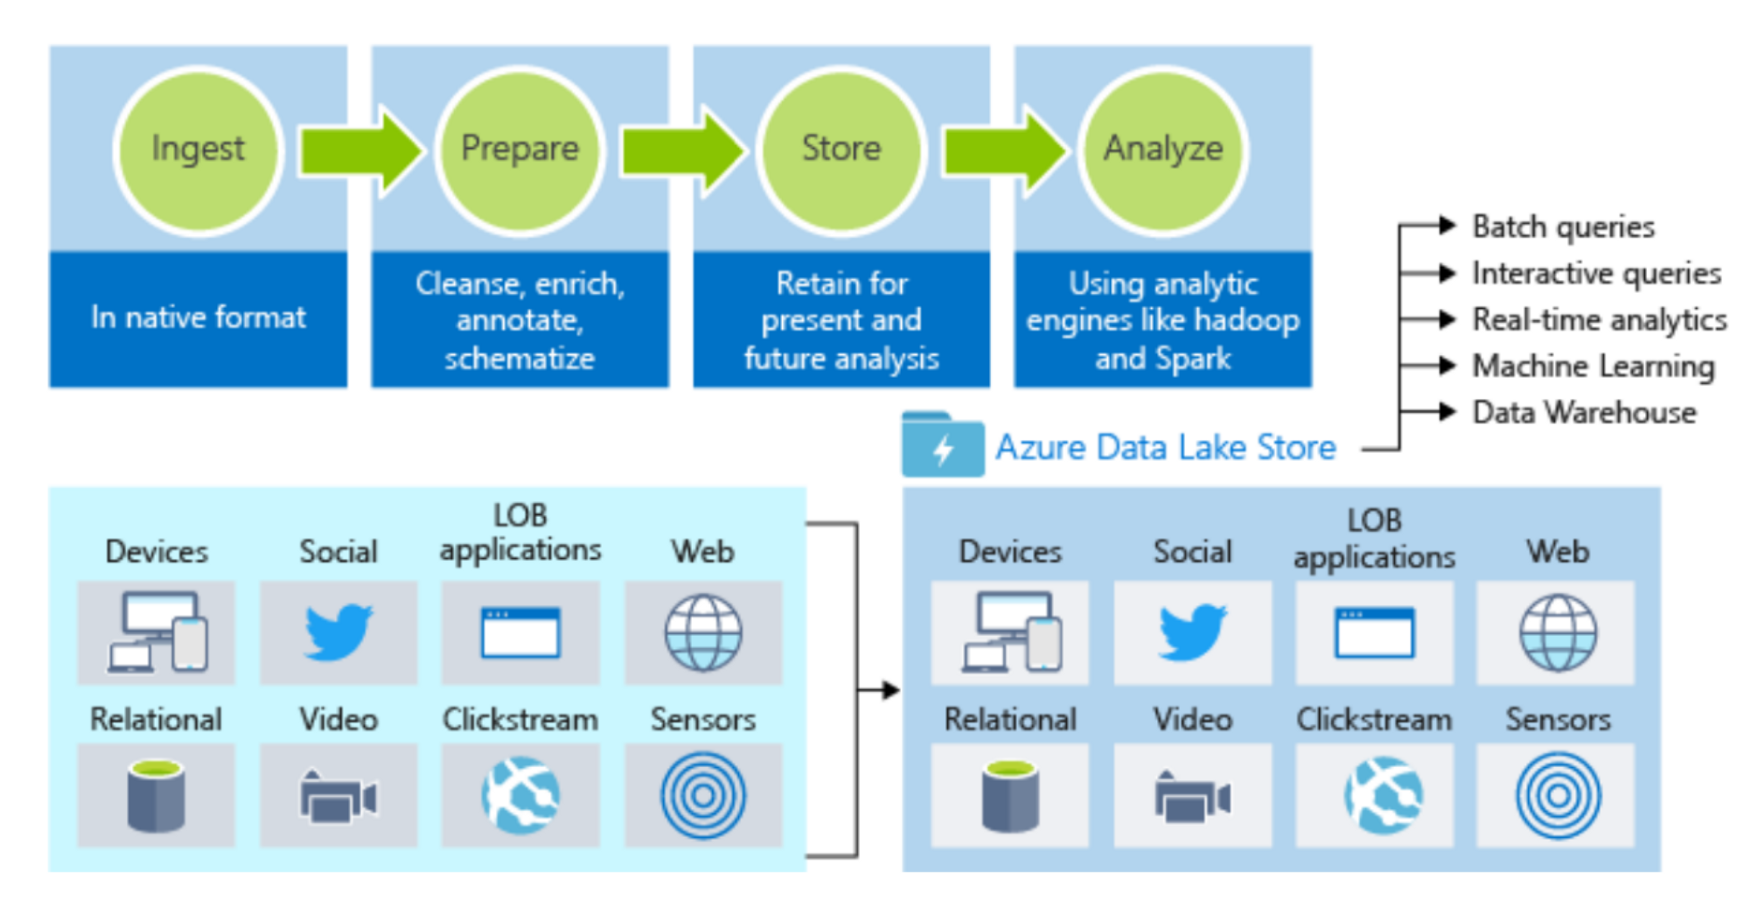 Ingest
Prepare
Store
Analyze
In native format
Cleanse, enrich,
annotate,
schematize
Retain for
present and
future analysis
Using analytic
engines like hadoop
and Spark
Batch queries
Interactive queries
Real-time analytics
Machine Learning
Data Warehouse
Azure Data Lake Store
Devices
Social
LOB
applications
Web
Relational
Video
Clickstream
Sensors
Devices
Social
LOB
applications
Web
Relational
Video
Clickstream
Sensors